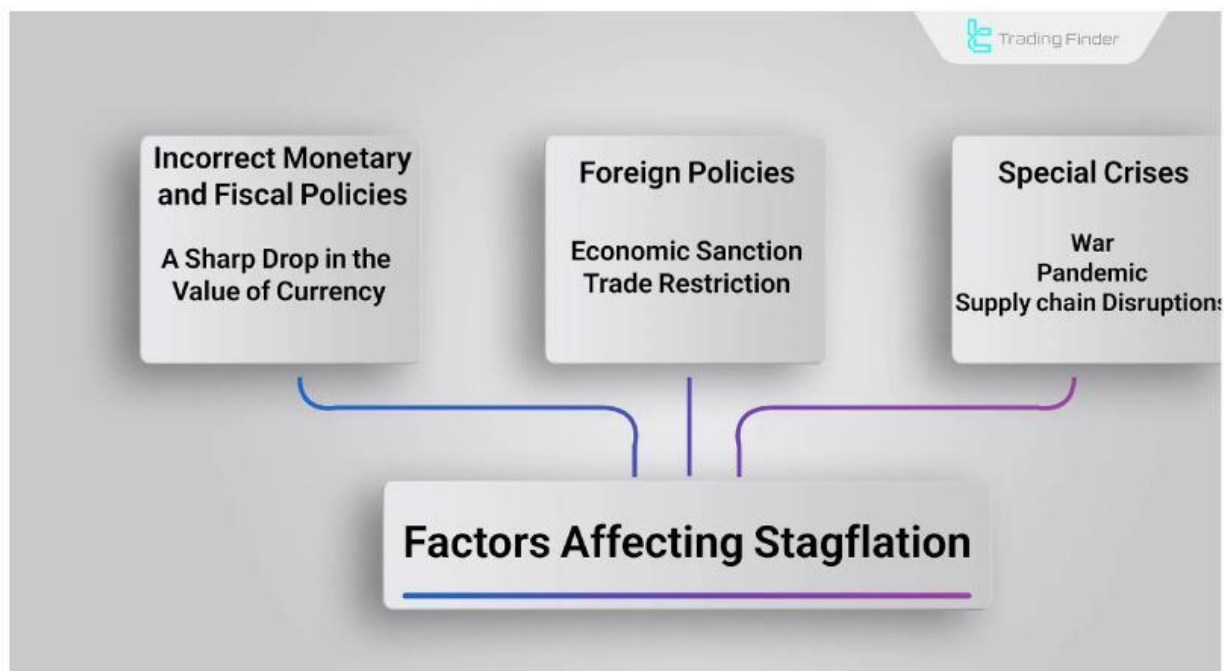 Trading Finder
Incorrect Monetary
and Fiscal Policies
A Sharp Drop in the
Value of Currency
Foreign Policies
Economic Sanction
Trade Restriction
Special Crises
War
Pandemic
Supply chain Disruptions
Factors Affecting Stagflation